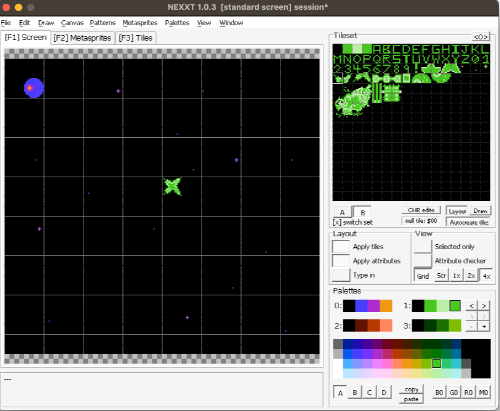 NEXXT 1.0.3 [standard screen] session*
File Edit Draw Canvas Patterns Metasprites Palettes View Window
[F1] Screen [F2] Metasprites [F3] Tiles
Tileset <0>
ABCDEFGHIJKL
MNOPQRSTUVWXYZ01
23456789!
A B CHR edito Layout Draw
[x] switch set null tile: $00 Autocreate tile:
Layout View
Apply tiles Selected only
Apply attributes Attribute checker
Type in Grid Scr 1x 2x 4x
Palettes
0: 1: < >
2: 3: - +
A B C D copy B0 G0 R0 M0
paste
---